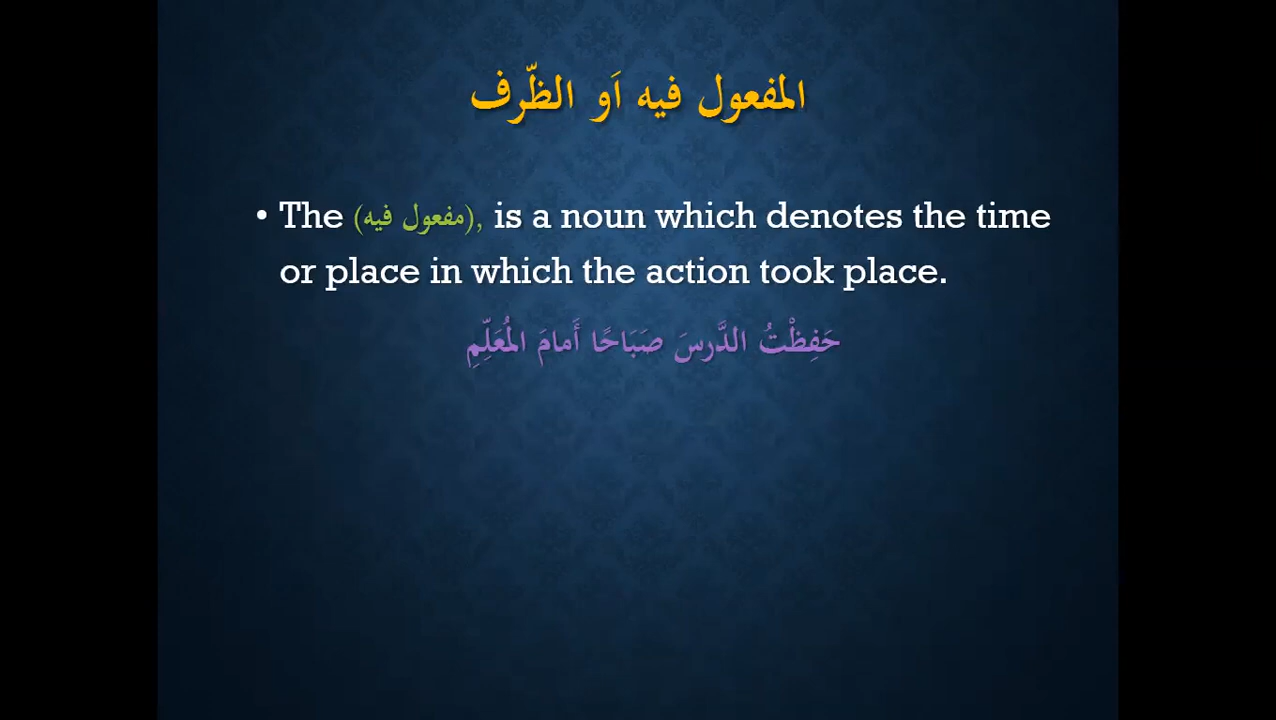 المفعول فيه اَو الظّرف
• The (مفعول فيه), is a noun which denotes the time
or place in which the action took place.
حَفِظْتُ الدَّرسَ صَبَاحًا أَمامَ المُعَلِّمِ